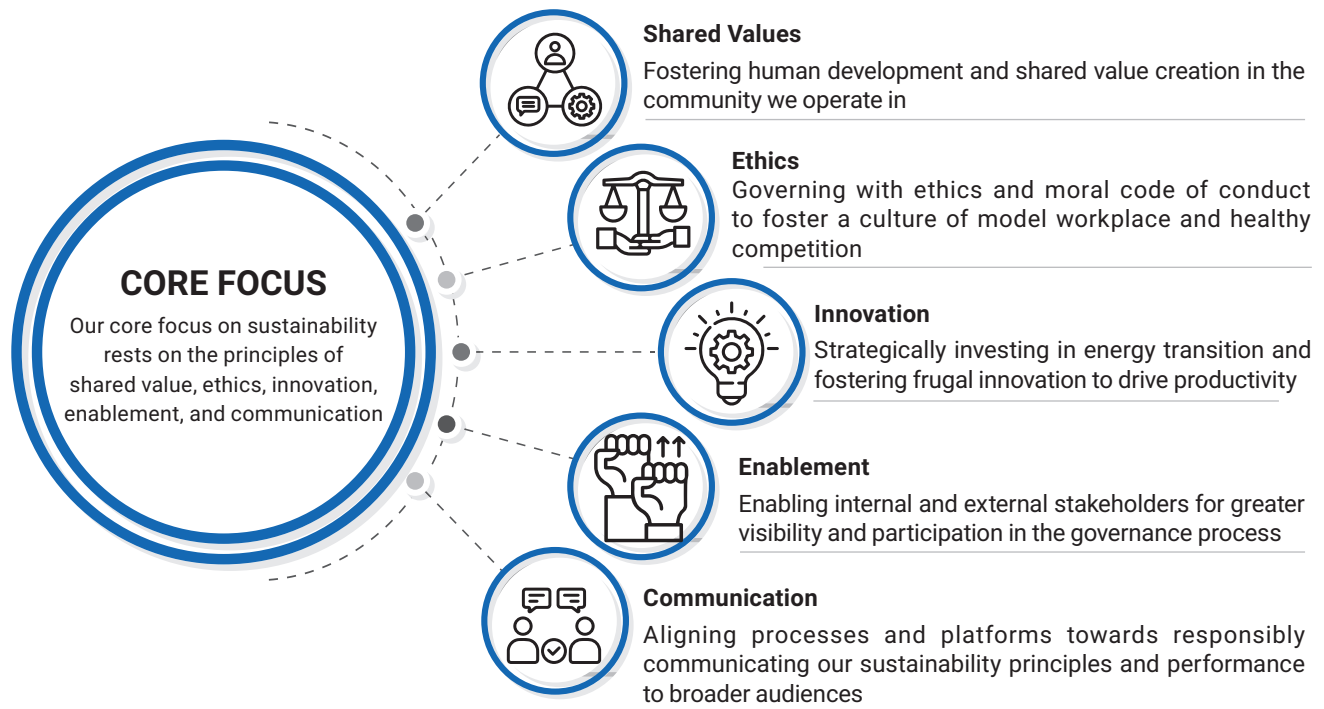 CORE FOCUS
Our core focus on sustainability
rests on the principles of
shared value, ethics, innovation,
enablement, and communication
Shared Values
Fostering human development and shared value creation in the
community we operate in
Ethics
Governing with ethics and moral code of conduct
to foster a culture of model workplace and healthy
competition
Innovation
Strategically investing in energy transition and
fostering frugal innovation to drive productivity
Enablement
Enabling internal and external stakeholders for greater
visibility and participation in the governance process
Communication
Aligning processes and platforms towards responsibly
communicating our sustainability principles and performance
to broader audiences